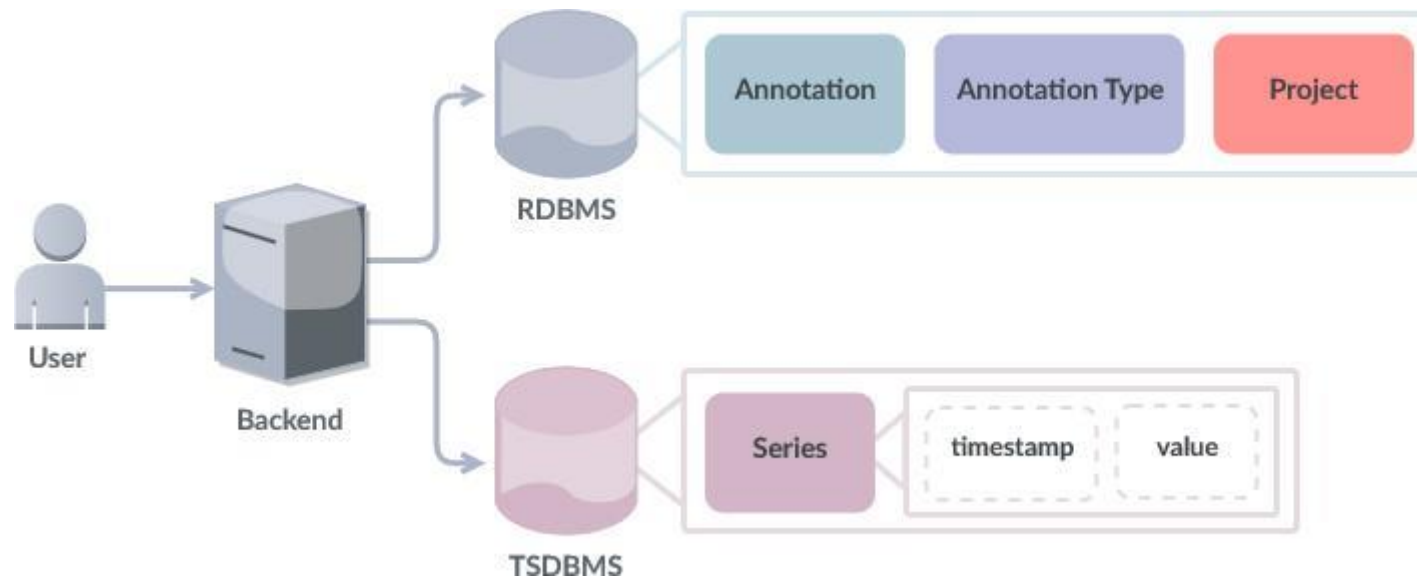 Annotation
Annotation Type
Project
RDBMS
User
Backend
Series
timestamp
value
TSDBMS